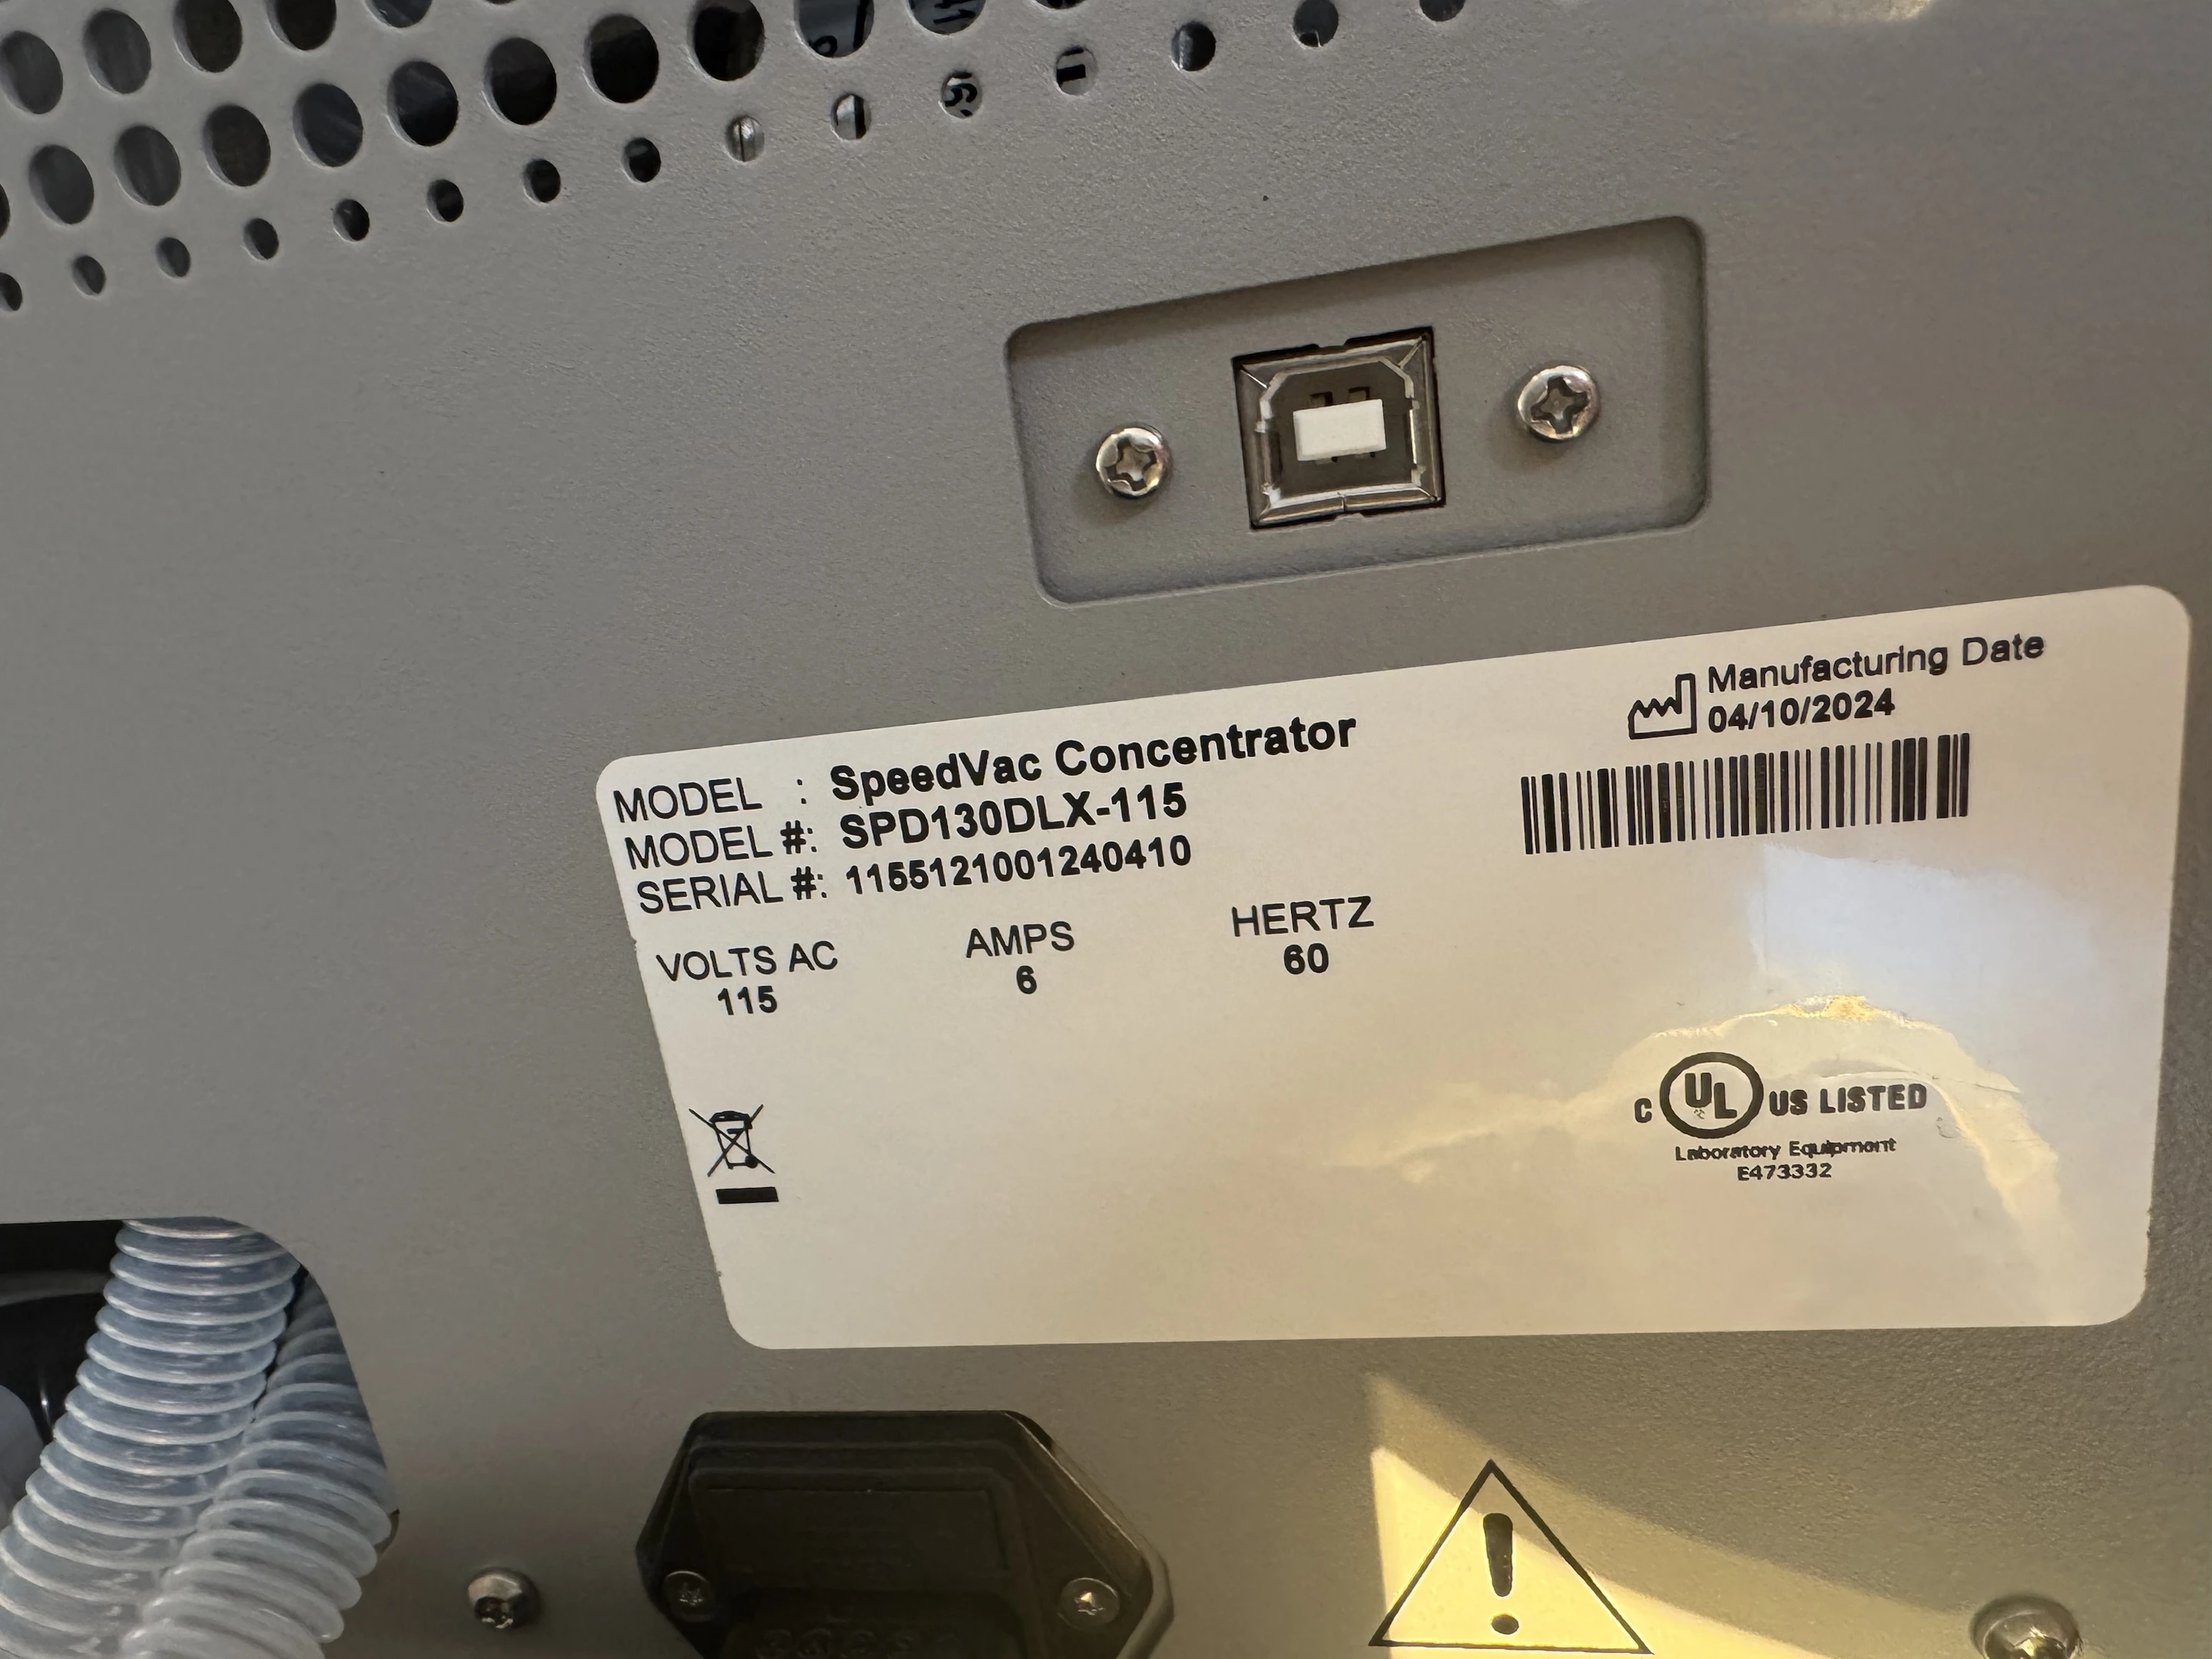 Manufacturing Date
04/10/2024
MODEL : SpeedVac Concentrator
MODEL #: SPD130DLX-115
SERIAL #: 1155121001240410
VOLTS AC AMPS HERTZ
115 6 60
C UL US LISTED
Laboratory Equipment
E473332